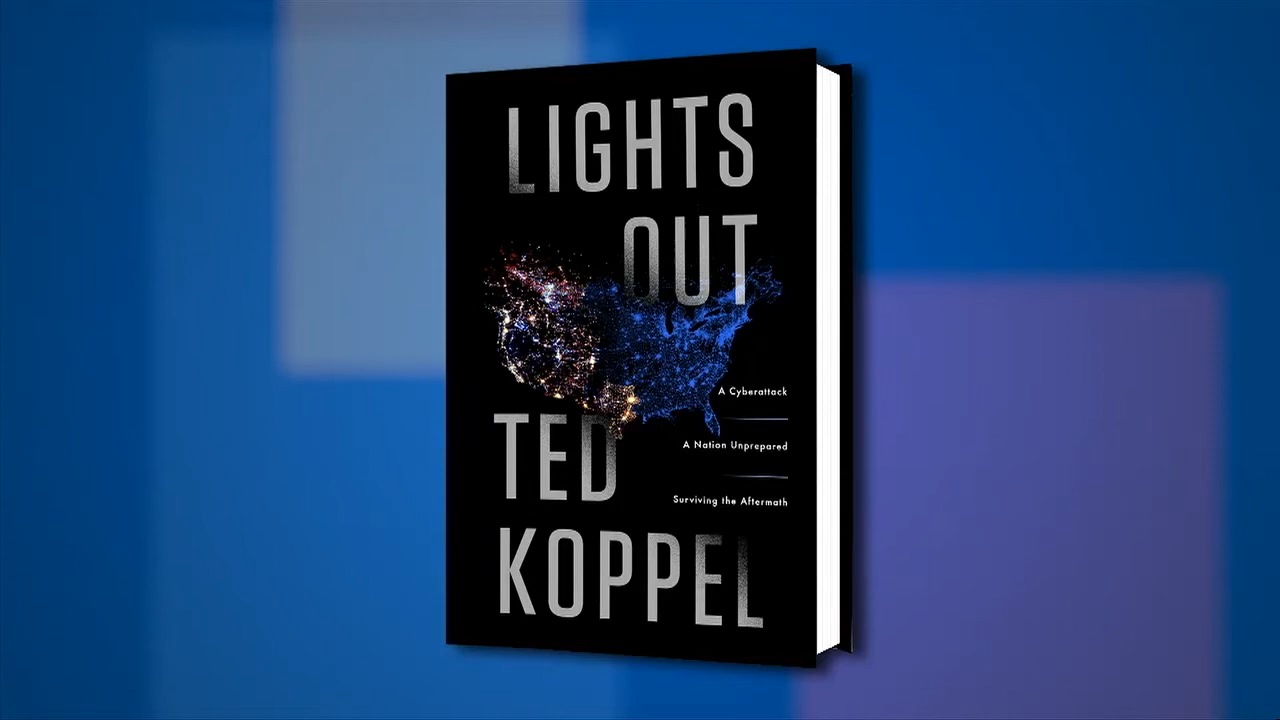 LIGHTS
OUT
A Cyberattack
A Nation Unprepared
Surviving the Aftermath
TED
KOPPEL